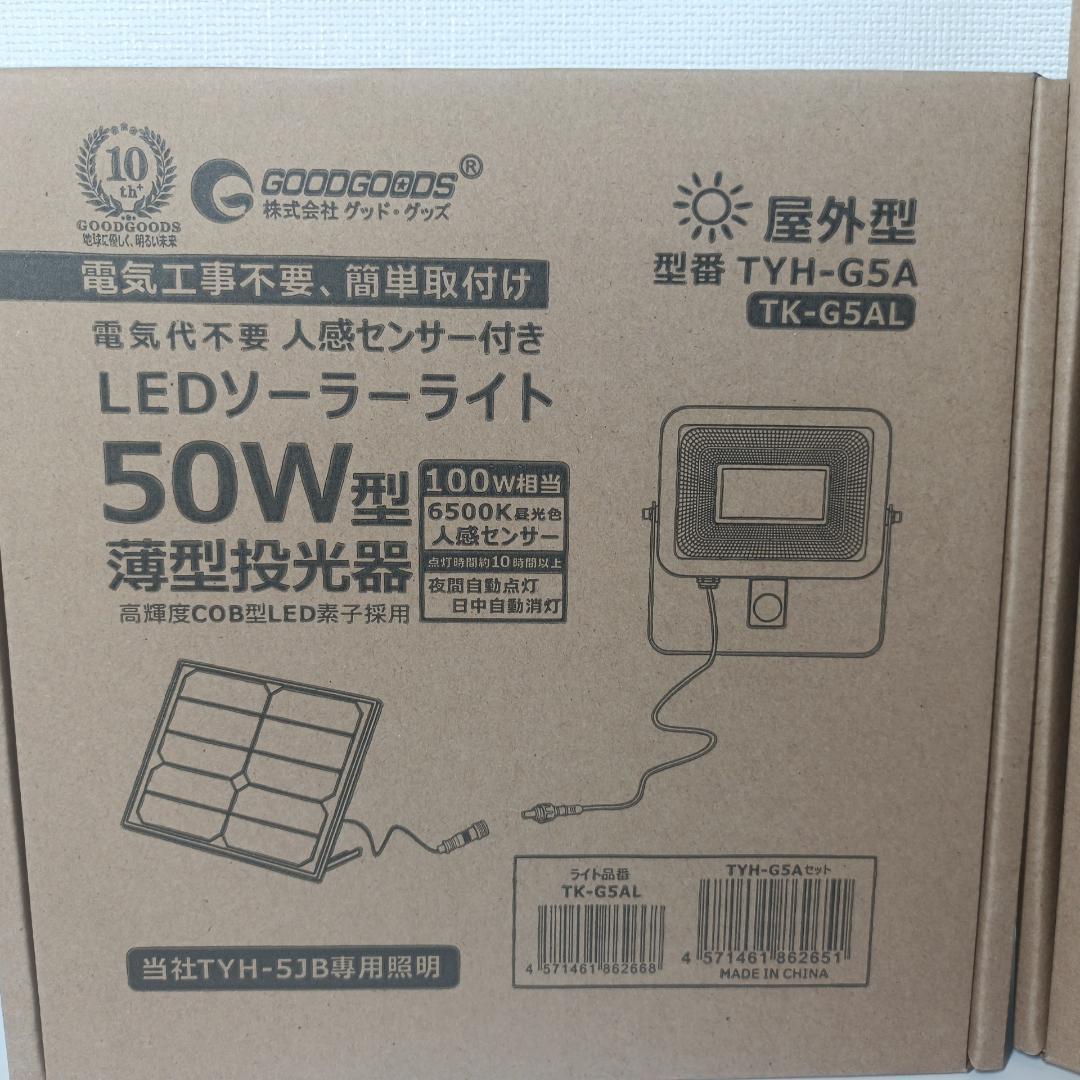 10
th+
GOODGOODS
地球に優しく、明るい未来
GOODGOODS®
株式会社 グッド・グッズ
屋外型
型番 TYH-G5A
TK-G5AL
電気工事不要、簡単取付け
電気代不要 人感センサー付き
LEDソーラーライト
50W型
薄型投光器
高輝度COB型LED素子採用
100W相当
6500K昼光色
人感センサー
点灯時間約10時間以上
夜間自動点灯
日中自動消灯
ライト品番
TK-G5AL
4 571461 862668
TYH-G5Aセット
4 571461 862651
MADE IN CHINA
当社TYH-5JB専用照明